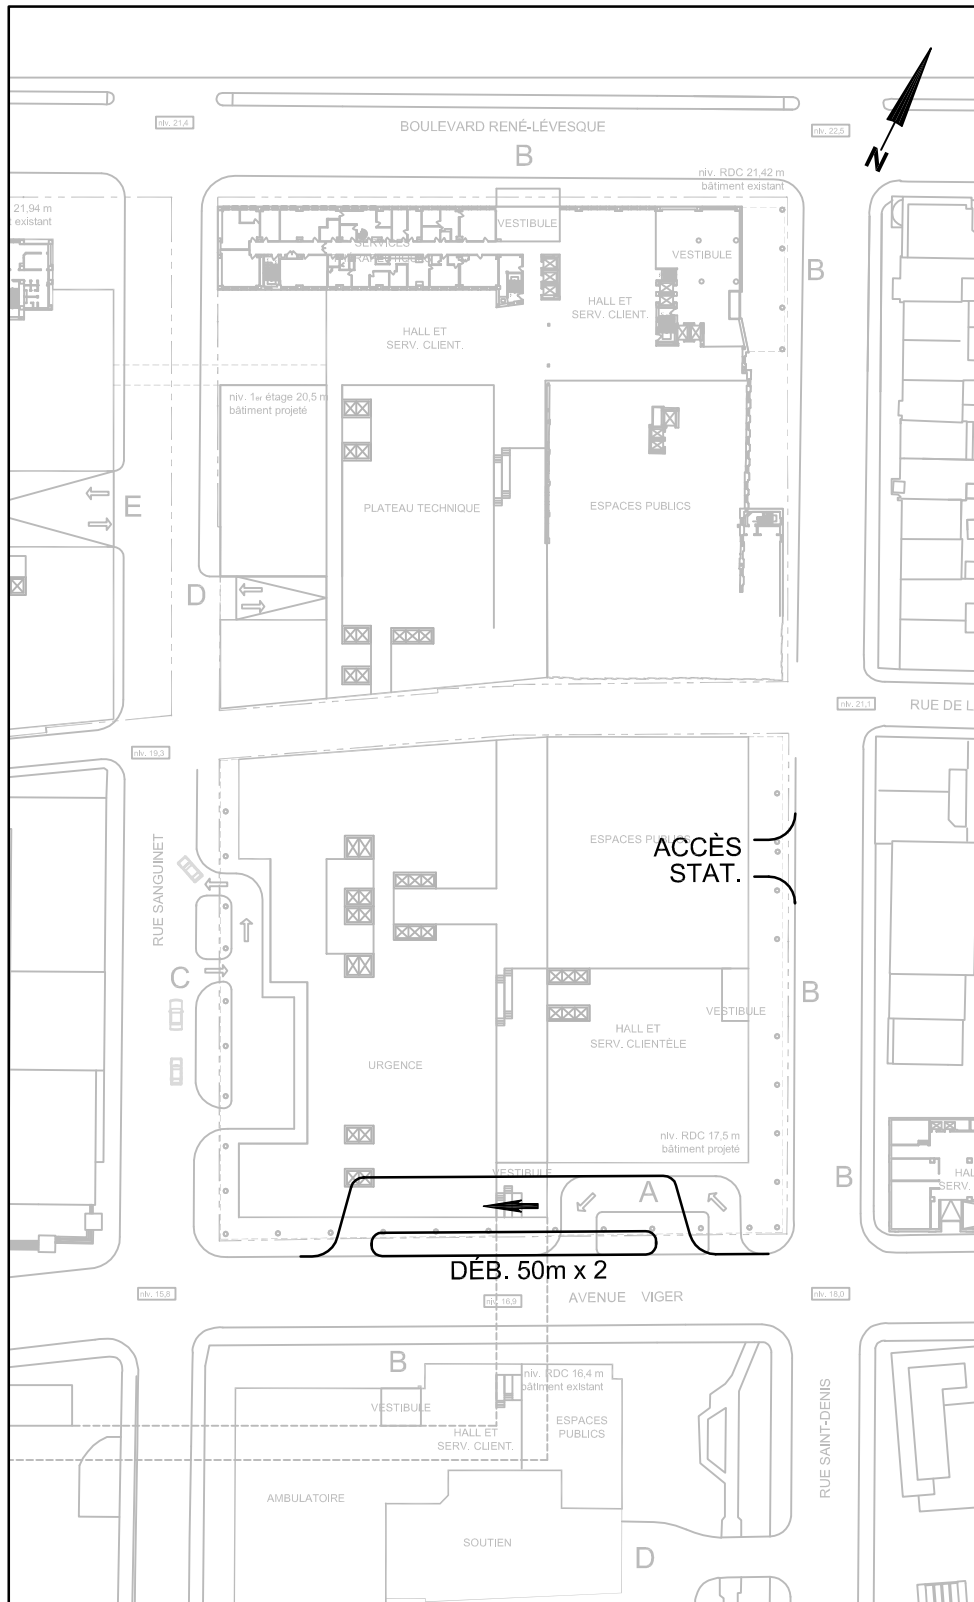 BOULEVARD RENÉ-LÉVESQUE
niv. 21,4
niv. 22,5
B
N
niv. RDC 21,42 m
bâtiment existant
21,94 m
existant
VESTIBULE
SERVICES
VESTIBULE
B
HALL ET
SERV. CLIENT.
HALL ET
SERV. CLIENT.
niv. 1er étage 20,5 m
bâtiment projeté
E
PLATEAU TECHNIQUE
ESPACES PUBLICS
D
niv. 21,1
RUE DE L
niv. 19,3
RUE SANGUINET
ESPACES PUBLICS
ACCÈS
STAT.
C
B
VESTIBULE
HALL ET
SERV. CLIENTÈLE
URGENCE
niv. RDC 17,5 m
bâtiment projeté
VESTIBULE
A
B
HAL
SERV.
DÉB. 50m x 2
niv. 15,8
niv. 16,9
AVENUE VIGER
niv. 18,0
B
niv. RDC 16,4 m
bâtiment existant
VESTIBULE
HALL ET
SERV. CLIENT.
ESPACES
PUBLICS
RUE SAINT-DENIS
AMBULATOIRE
SOUTIEN
D